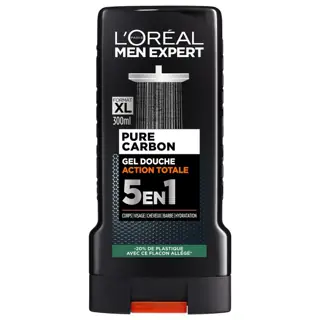 L'ORÉAL
MEN EXPERT
FORMAT
XL
300ml
PURE
CARBON
GEL DOUCHE
ACTION TOTALE
5EN1
CORPS/VISAGE/CHEVEUX/BARBE/HYDRATATION
-20% DE PLASTIQUE
AVEC CE FLACON ALLÉGÉ*